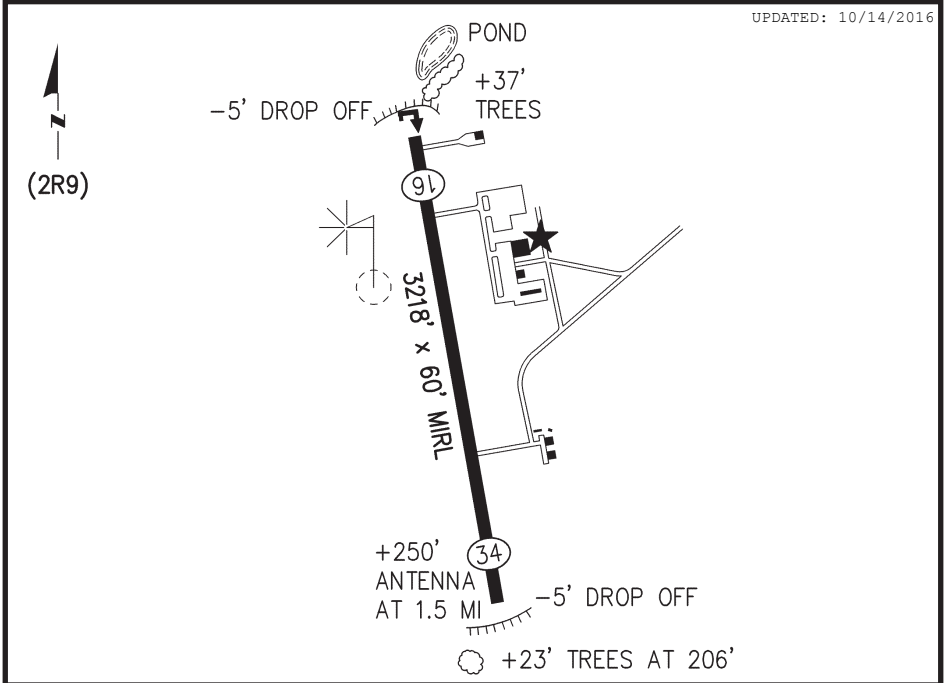 UPDATED: 10/14/2016
POND
+37'
TREES
-5' DROP OFF
N
(2R9)
16
3218' x 60' MIRL
34
+250'
ANTENNA
AT 1.5 MI
-5' DROP OFF
+23' TREES AT 206'